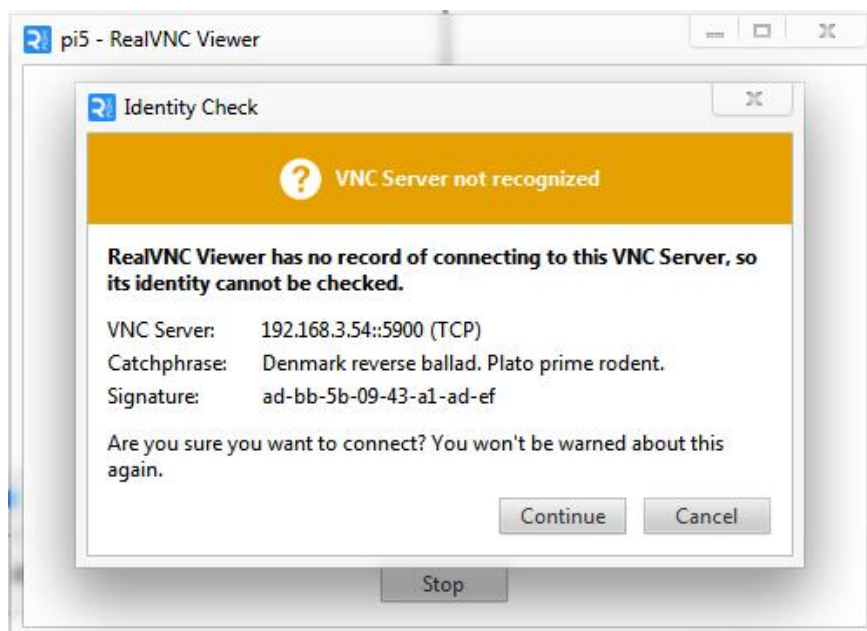 pi5 - RealVNC Viewer
Identity Check
? VNC Server not recognized
RealVNC Viewer has no record of connecting to this VNC Server, so
its identity cannot be checked.
VNC Server: 192.168.3.54::5900 (TCP)
Catchphrase: Denmark reverse ballad. Plato prime rodent.
Signature: ad-bb-5b-09-43-a1-ad-ef
Are you sure you want to connect? You won't be warned about this
again.
Continue Cancel
Stop